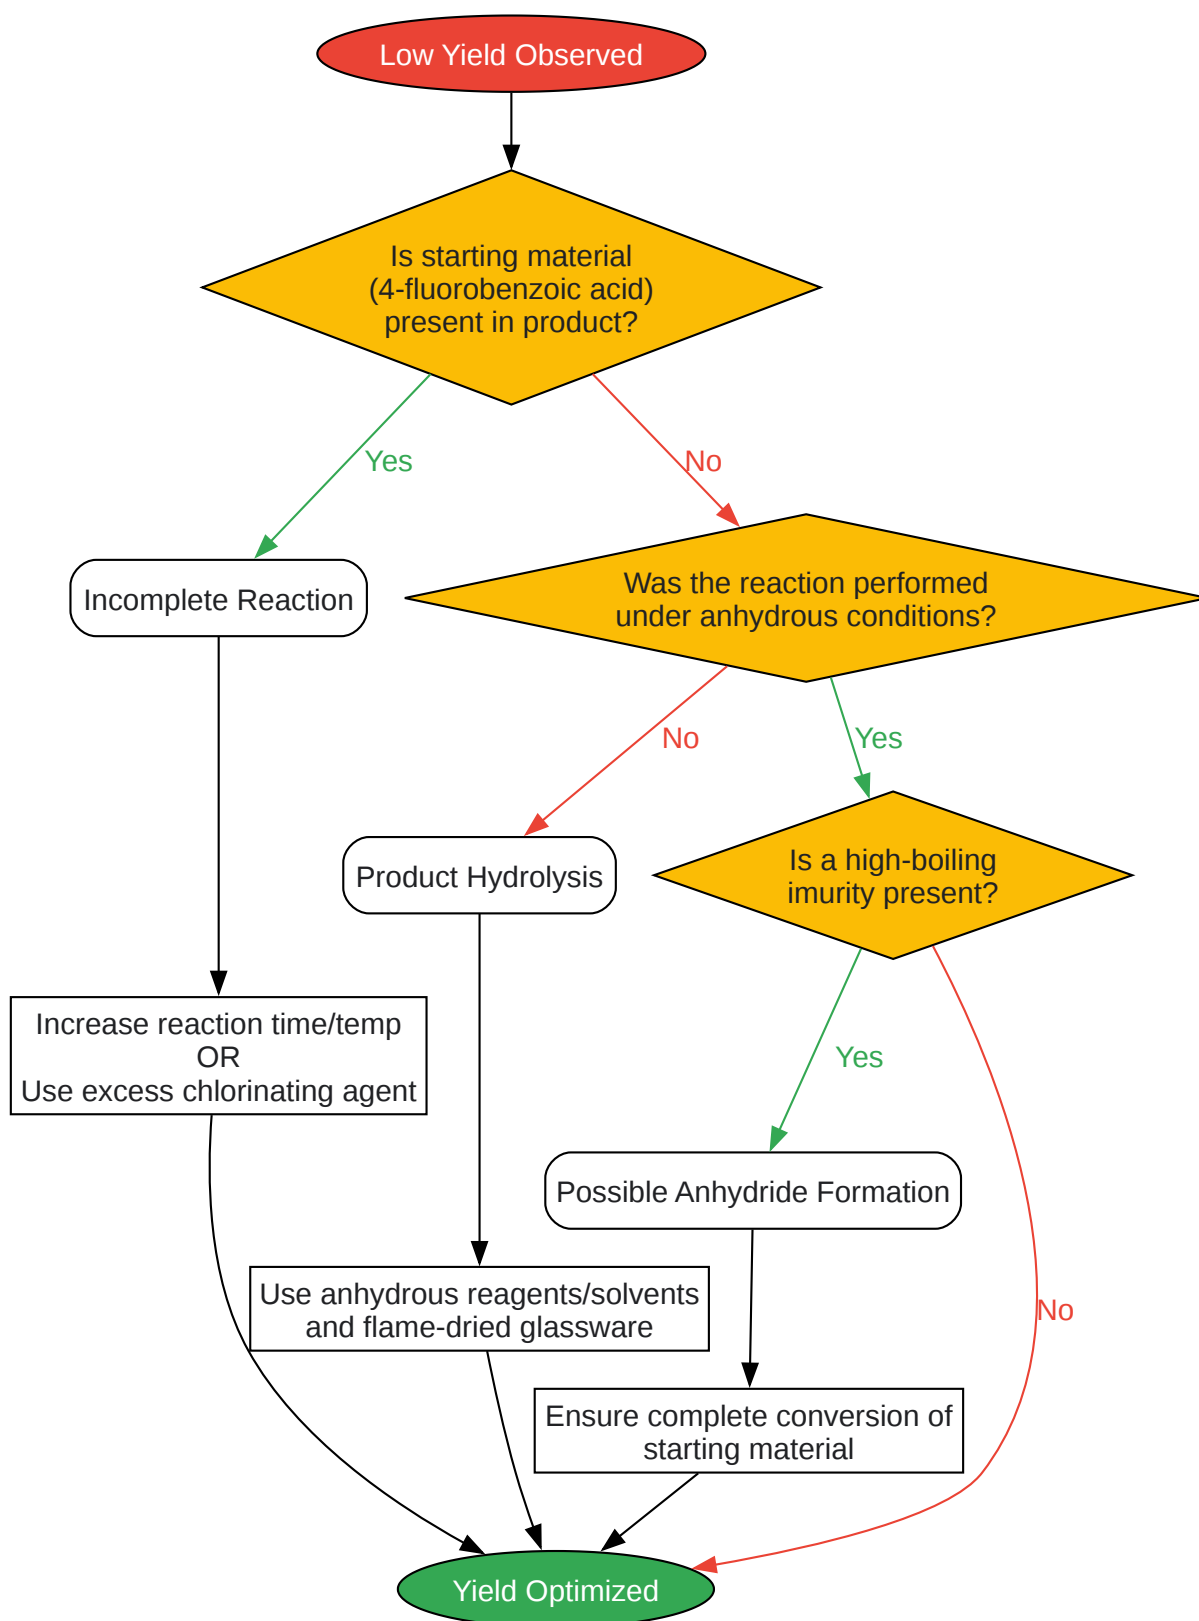 Low Yield Observed
Is starting material
(4-fluorobenzoic acid)
present in product?
Yes
No
Incomplete Reaction
Was the reaction performed
under anhydrous conditions?
No
Yes
Product Hydrolysis
Is a high-boiling
imurity present?
Increase reaction time/temp
OR
Use excess chlorinating agent
Yes
Possible Anhydride Formation
Use anhydrous reagents/solvents
and flame-dried glassware
No
Ensure complete conversion of
starting material
Yield Optimized